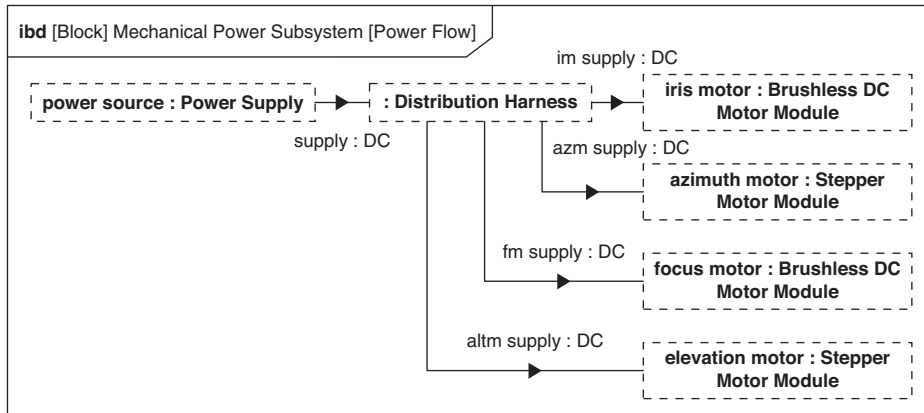 ibd [Block] Mechanical Power Subsystem [Power Flow]
im supply : DC
power source : Power Supply
: Distribution Harness
iris motor : Brushless DC
Motor Module
supply : DC
azm supply : DC
azimuth motor : Stepper
Motor Module
fm supply : DC
focus motor : Brushless DC
Motor Module
altm supply : DC
elevation motor : Stepper
Motor Module